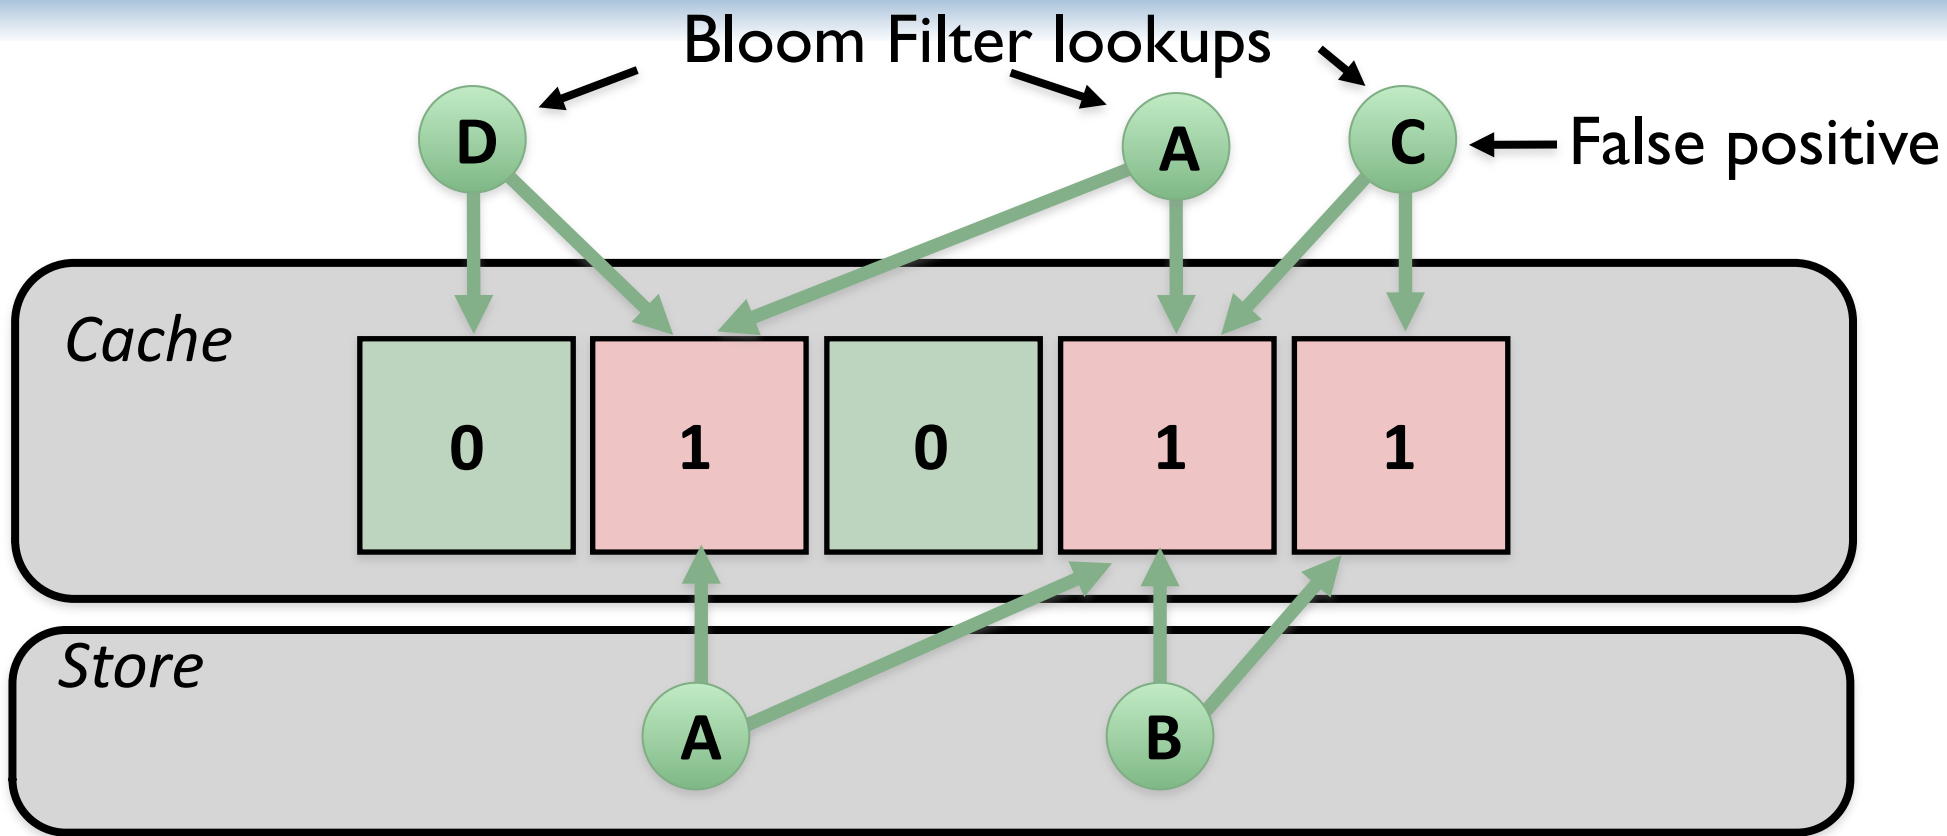 Bloom Filter lookups
D
A
C
False positive
Cache
0
1
0
1
1
Store
A
B